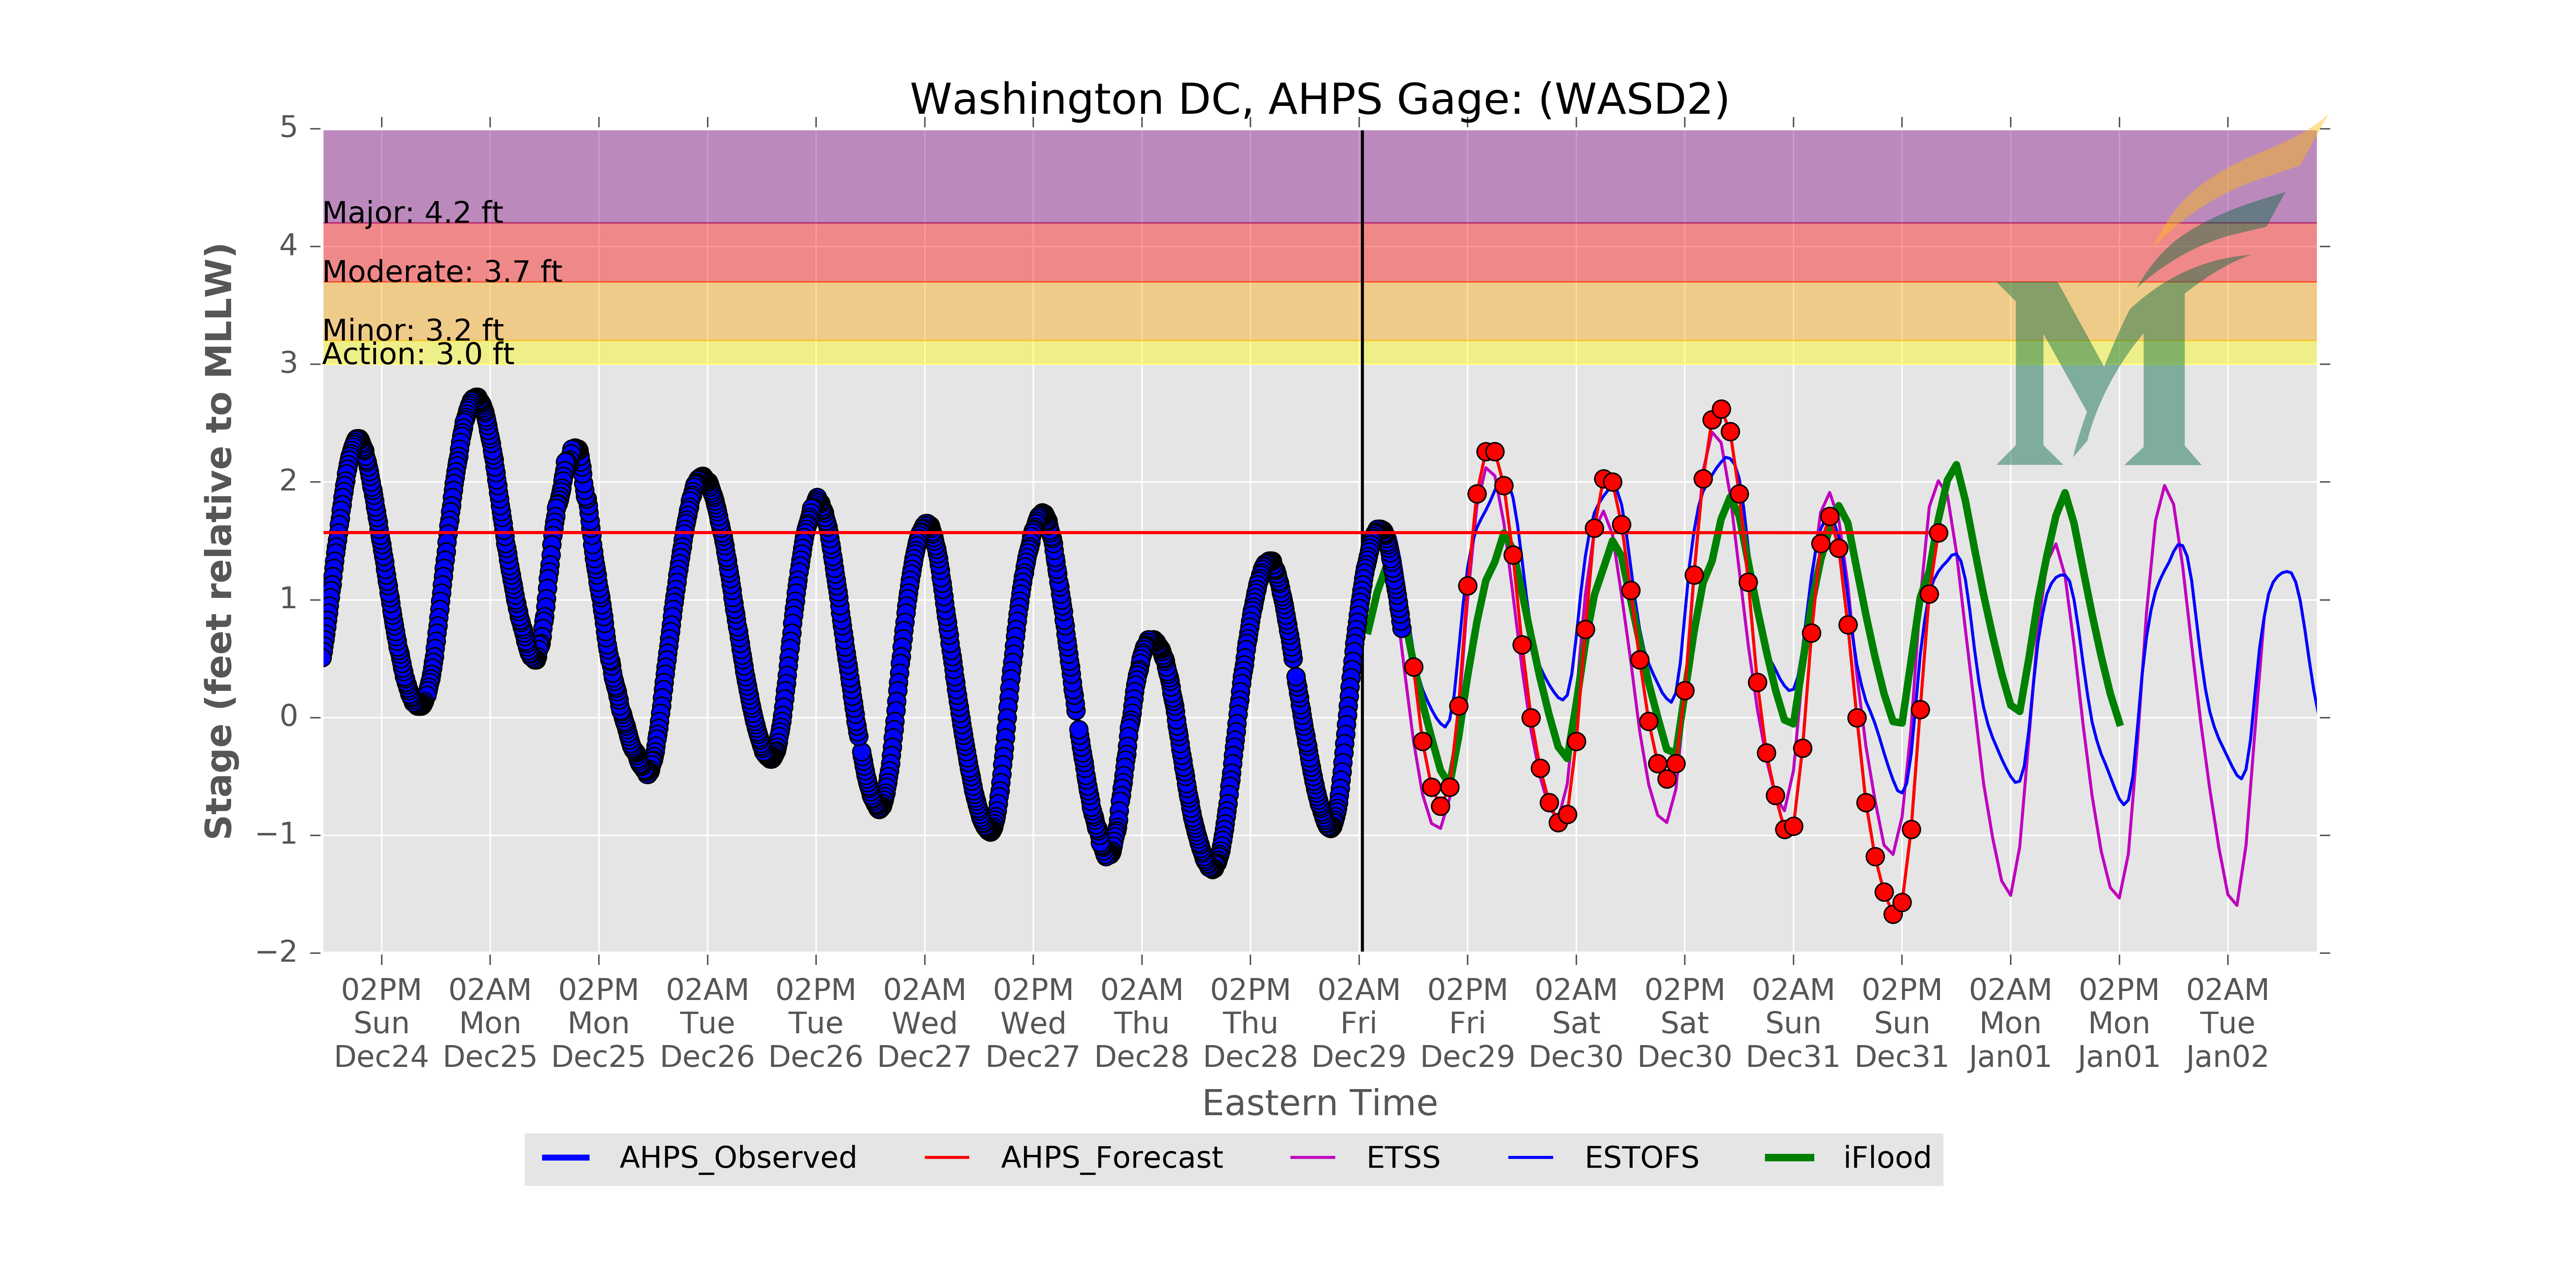 Washington DC, AHPS Gage: (WASD2)
5
4
3
2
1
0
−1
−2
Stage (feet relative to MLLW)
Major: 4.2 ft
Moderate: 3.7 ft
Minor: 3.2 ft
Action: 3.0 ft
M
02PM 02AM 02PM 02AM 02PM 02AM 02PM 02AM 02PM 02AM 02PM 02AM 02PM 02AM 02PM 02AM 02PM 02AM
Sun Mon Mon Tue Tue Wed Wed Thu Thu Fri Fri Sat Sat Sun Sun Mon Mon Tue
Dec24 Dec25 Dec25 Dec26 Dec26 Dec27 Dec27 Dec28 Dec28 Dec29 Dec29 Dec30 Dec30 Dec31 Dec31 Jan01 Jan01 Jan02
Eastern Time
AHPS_Observed AHPS_Forecast ETSS ESTOFS iFlood